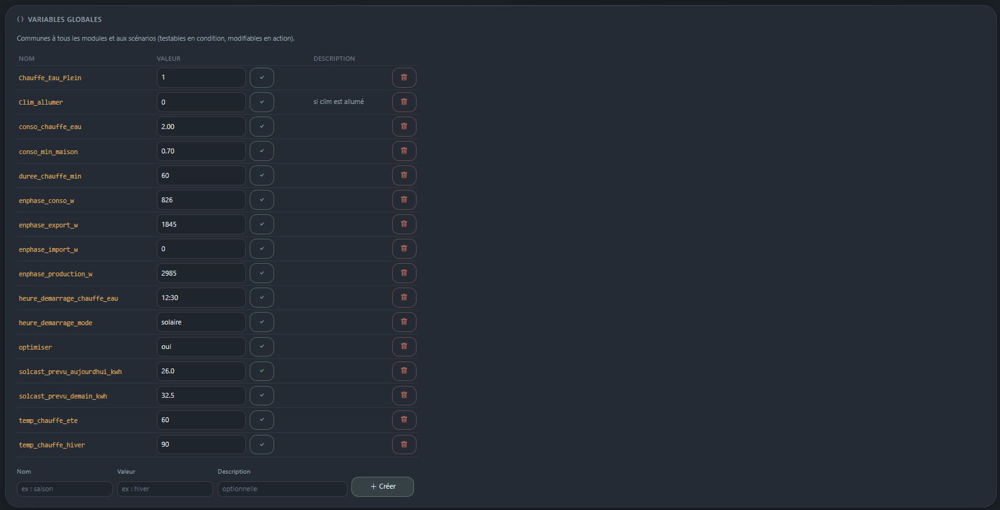 {} VARIABLES GLOBALES
Communes à tous les modules et aux scénarios (testables en condition, modifiables en action).
NOM VALEUR DESCRIPTION
Chauffe_Eau_Plein 1
Clim_allumer 0 si clim est allumé
conso_chauffe_eau 2.00
conso_min_maison 0.70
duree_chauffe_min 60
enphase_conso_w 826
enphase_export_w 1845
enphase_import_w 0
enphase_production_w 2985
heure_demarrage_chauffe_eau 12:30
heure_demarrage_mode solaire
optimiser oui
solcast_prevu_aujourdhui_kwh 26.0
solcast_prevu_demain_kwh 32.5
temp_chauffe_ete 60
temp_chauffe_hiver 90
Nom Valeur Description
ex : saison ex : hiver optionnelle + Créer